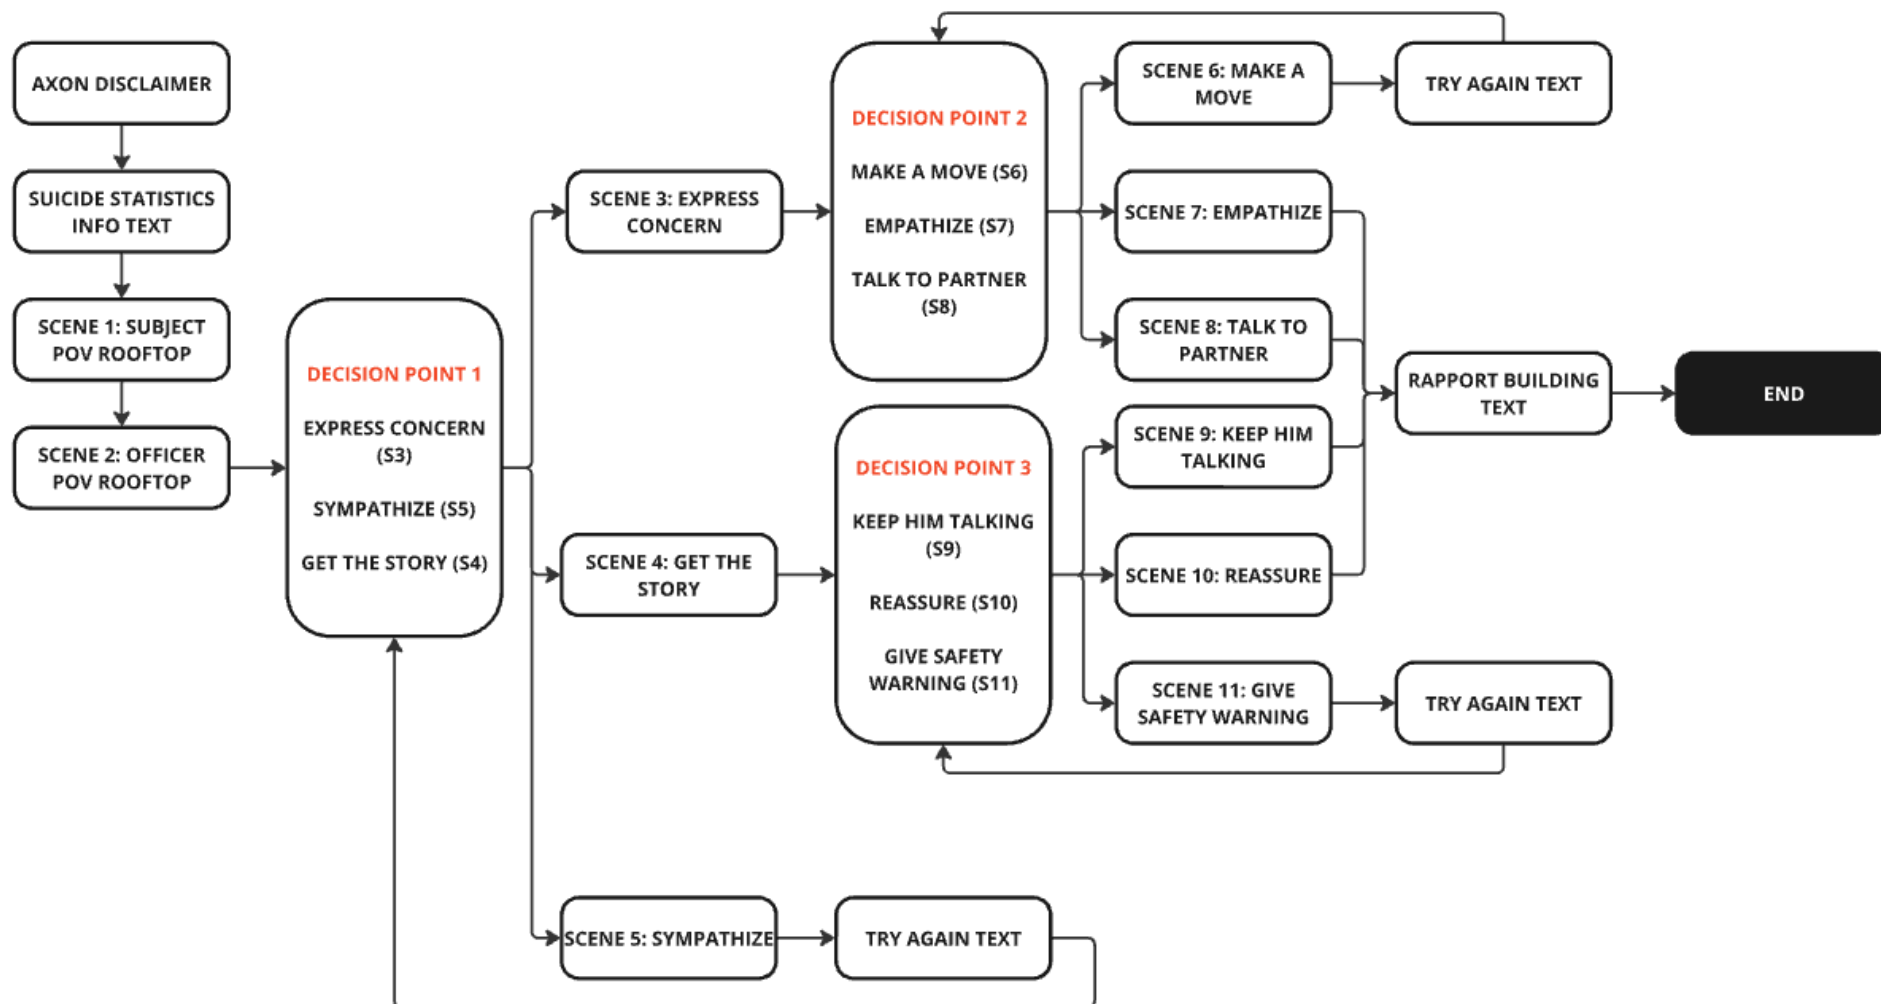 AXON DISCLAIMER
SUICIDE STATISTICS
INFO TEXT
SCENE 1: SUBJECT
POV ROOFTOP
SCENE 2: OFFICER
POV ROOFTOP
DECISION POINT 1
EXPRESS CONCERN
(S3)
SYMPATHIZE (S5)
GET THE STORY (S4)
SCENE 3: EXPRESS
CONCERN
SCENE 4: GET THE
STORY
SCENE 5: SYMPATHIZE
TRY AGAIN TEXT
DECISION POINT 2
MAKE A MOVE (S6)
EMPATHIZE (S7)
TALK TO PARTNER
(S8)
DECISION POINT 3
KEEP HIM TALKING
(S9)
REASSURE (S10)
GIVE SAFETY
WARNING (S11)
SCENE 6: MAKE A
MOVE
TRY AGAIN TEXT
SCENE 7: EMPATHIZE
SCENE 8: TALK TO
PARTNER
SCENE 9: KEEP HIM
TALKING
SCENE 10: REASSURE
SCENE 11: GIVE
SAFETY WARNING
TRY AGAIN TEXT
RAPPORT BUILDING
TEXT
END